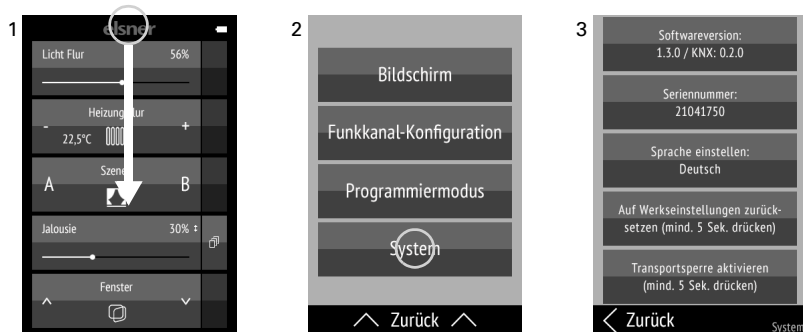 1
elsner
Licht Flur 56%
Heizung Flur
- 22,5°C +
Szene
A B
Jalousie 30%
Fenster
2
Bildschirm
Funkkanal-Konfiguration
Programmiermodus
System
Zurück
3
Softwareversion:
1.3.0 / KNX: 0.2.0
Seriennummer:
21041750
Sprache einstellen:
Deutsch
Auf Werkseinstellungen zurück-
setzen (mind. 5 Sek. drücken)
Transportsperre aktivieren
(mind. 5 Sek. drücken)
Zurück
System